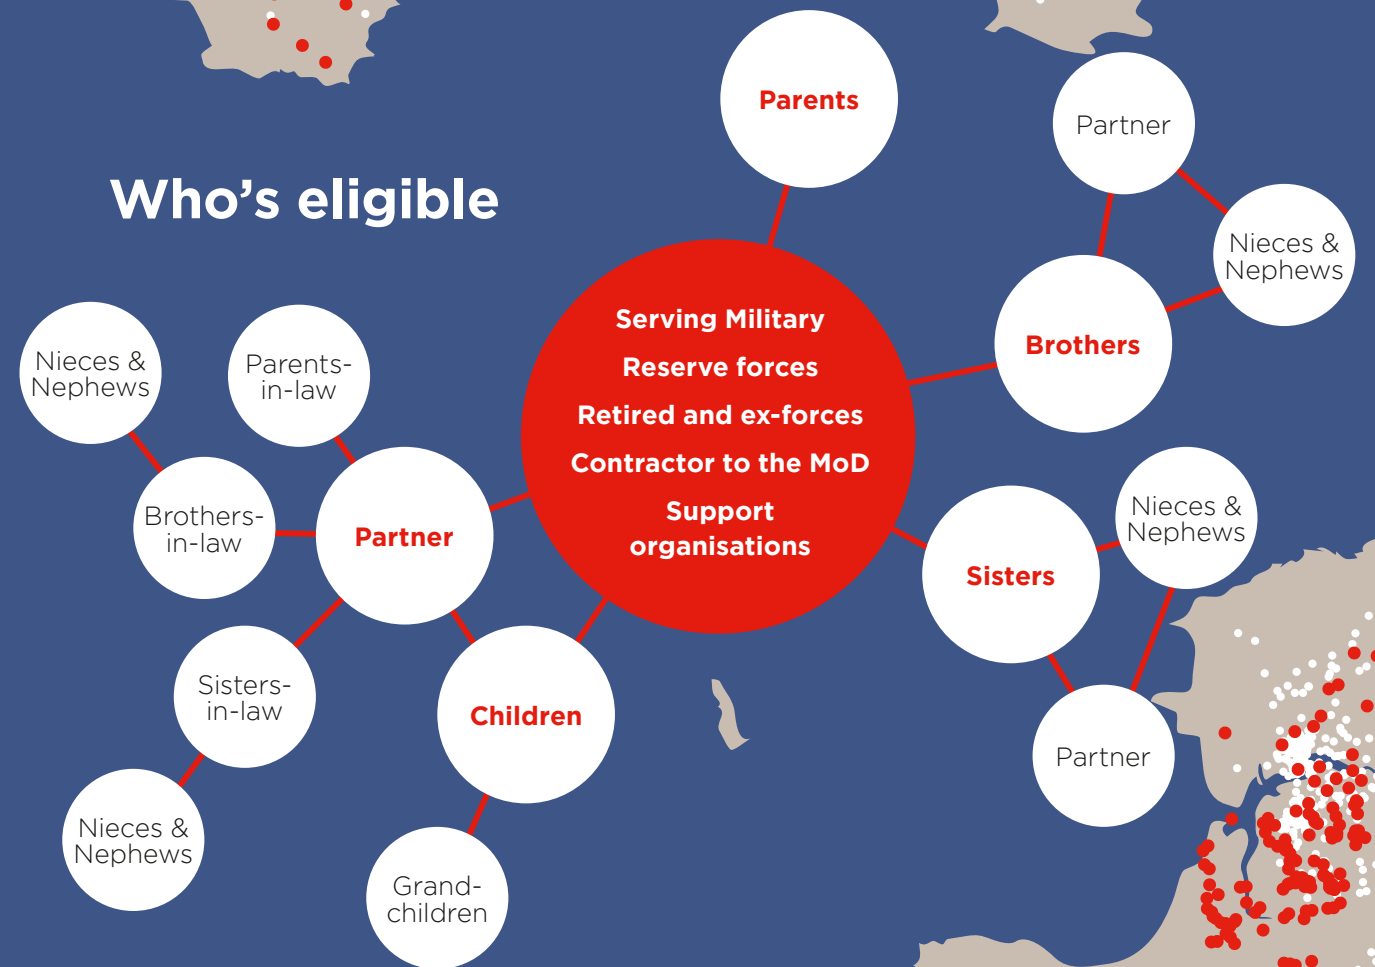 Who's eligible
Parents
Partner
Nieces &
Nephews
Brothers
Serving Military
Reserve forces
Retired and ex-forces
Contractor to the MoD
Support
organisations
Nieces &
Nephews
Parents-
in-law
Brothers-
in-law
Partner
Sisters-
in-law
Nieces &
Nephews
Children
Grand-
children
Sisters
Nieces &
Nephews
Partner